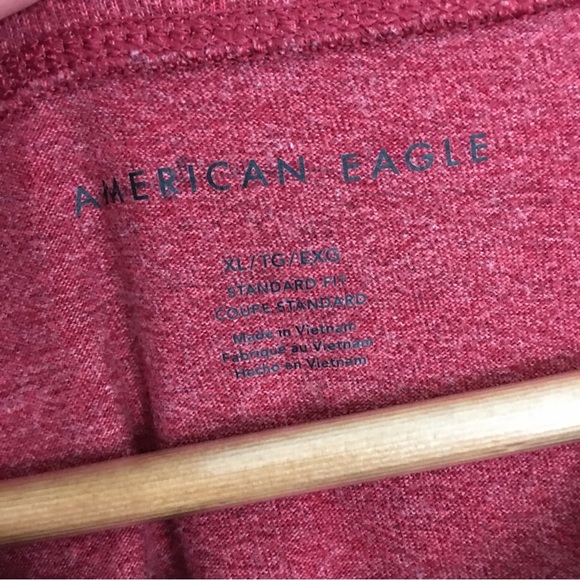 AMERICAN EAGLE
XL/TG/EXG
STANDARD FIT
COUPE STANDARD
Made in Vietnam
Fabriqué au Vietnam
Hecho en Vietnam